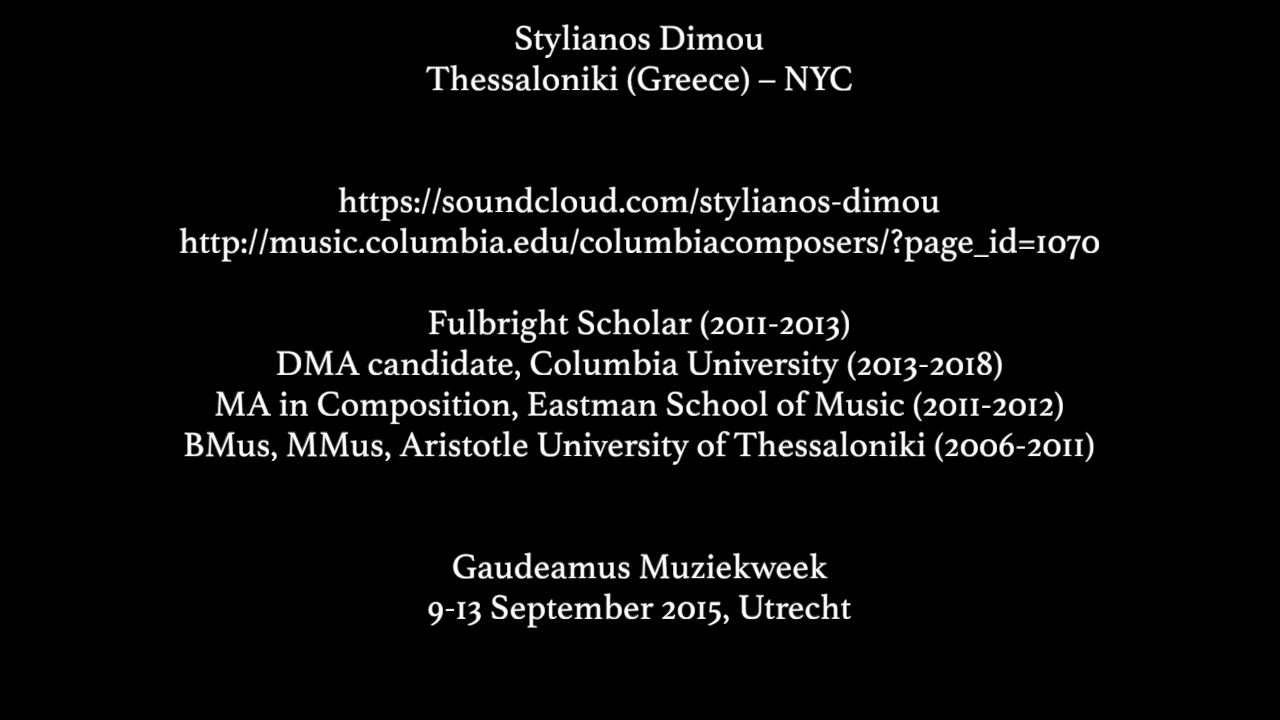 Stylianos Dimou
Thessaloniki (Greece) – NYC
https://soundcloud.com/stylianos-dimou
http://music.columbia.edu/columbiacomposers/?page_id=1070
Fulbright Scholar (2011-2013)
DMA candidate, Columbia University (2013-2018)
MA in Composition, Eastman School of Music (2011-2012)
BMus, MMus, Aristotle University of Thessaloniki (2006-2011)
Gaudeamus Muziekweek
9-13 September 2015, Utrecht